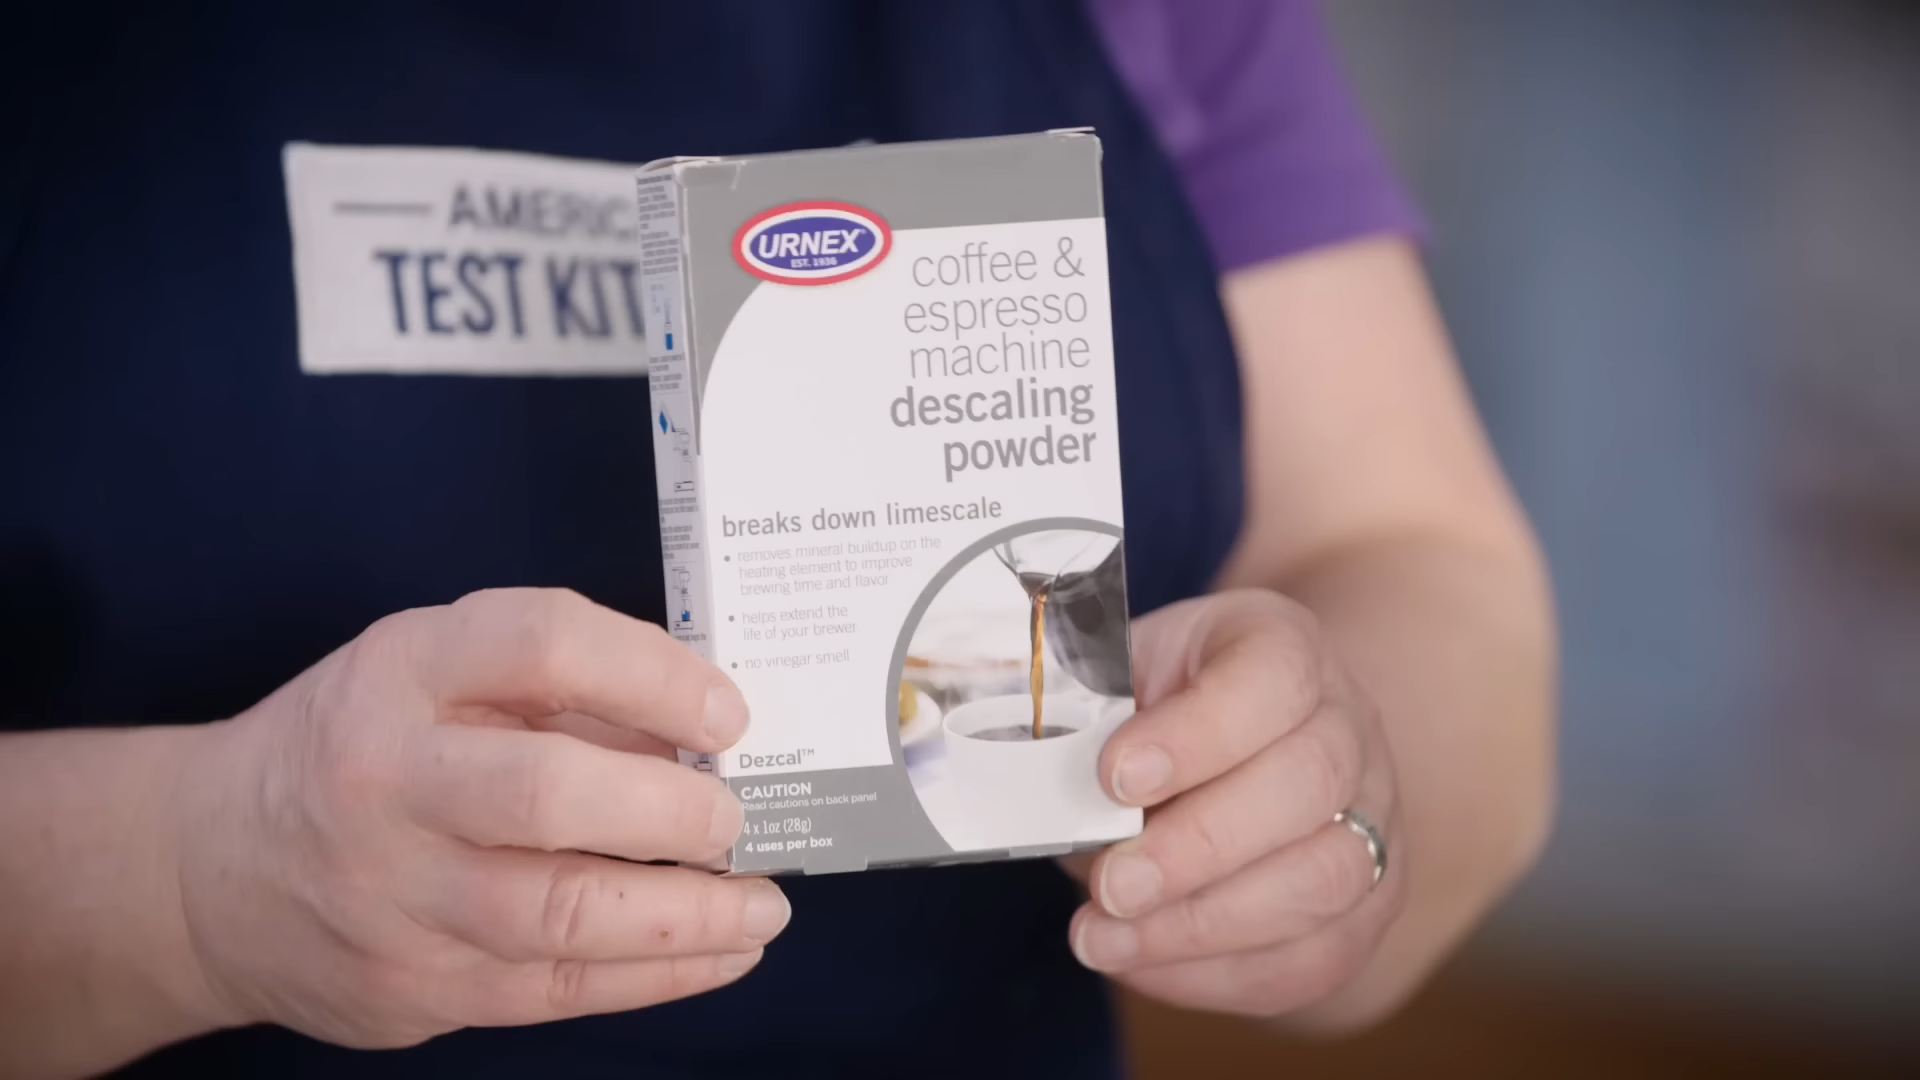 AMERIC
TEST KIT
URNEX
EST. 1936
coffee &
espresso
machine
descaling
powder
breaks down limescale
• removes mineral buildup on the
heating element to improve
brewing time and flavor
• helps extend the
life of your brewer
• no vinegar smell
Dezcal™
CAUTION
Read cautions on back panel
4 x 1oz (28g)
4 uses per box